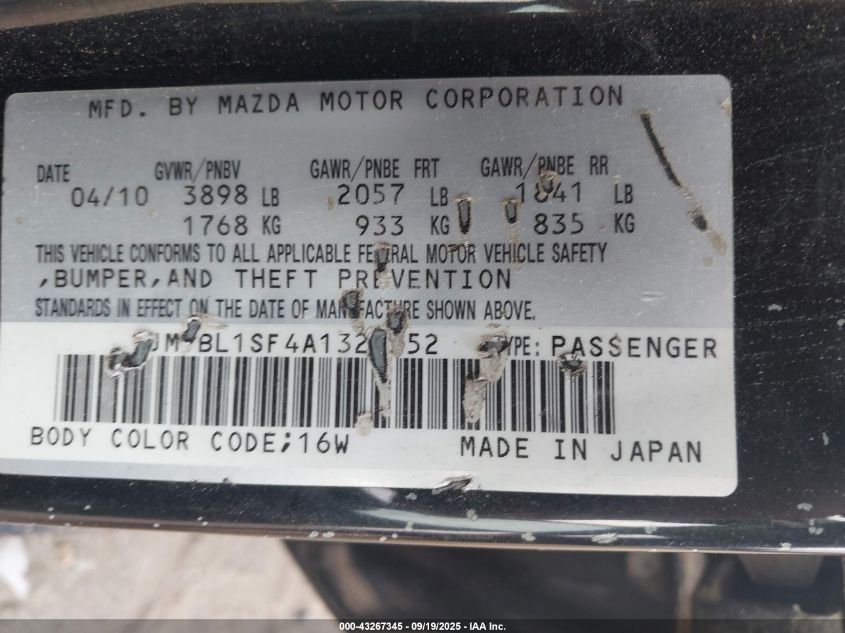 MFD. BY MAZDA MOTOR CORPORATION
DATE GVWR/PNBV GAWR/PNBE FRT GAWR/PNBE RR
04/10 3898 LB 2057 LB 1841 LB
1768 KG 933 KG 835 KG
THIS VEHICLE CONFORMS TO ALL APPLICABLE FEDERAL MOTOR VEHICLE SAFETY
,BUMPER,AND THEFT PREVENTION
STANDARDS IN EFFECT ON THE DATE OF MANUFACTURE SHOWN ABOVE.
TYPE: PASSENGER
BODY COLOR CODE;16W MADE IN JAPAN
000-43267345 - 09/19/2025 - IAA Inc.